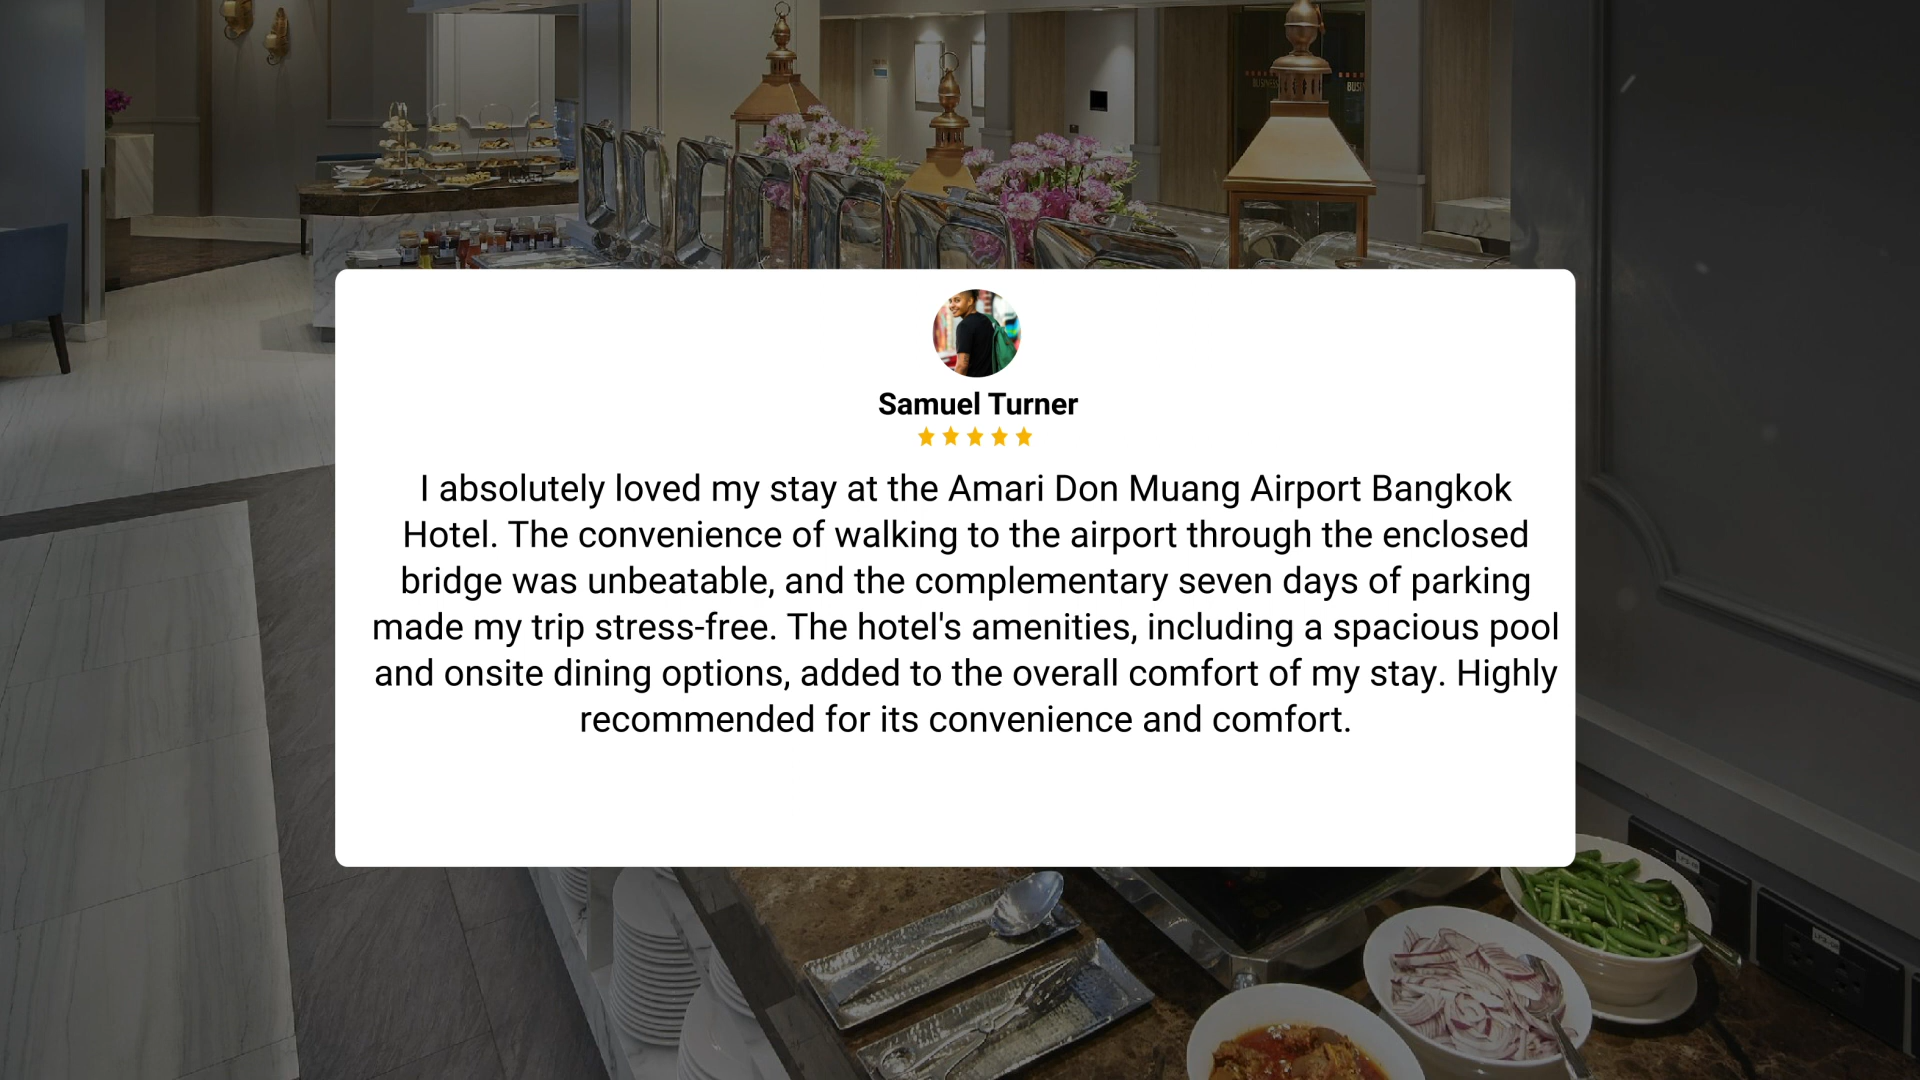 BUSINESS
BUSI
Samuel Turner
I absolutely loved my stay at the Amari Don Muang Airport Bangkok
Hotel. The convenience of walking to the airport through the enclosed
bridge was unbeatable, and the complementary seven days of parking
made my trip stress-free. The hotel's amenities, including a spacious pool
and onsite dining options, added to the overall comfort of my stay. Highly
recommended for its convenience and comfort.